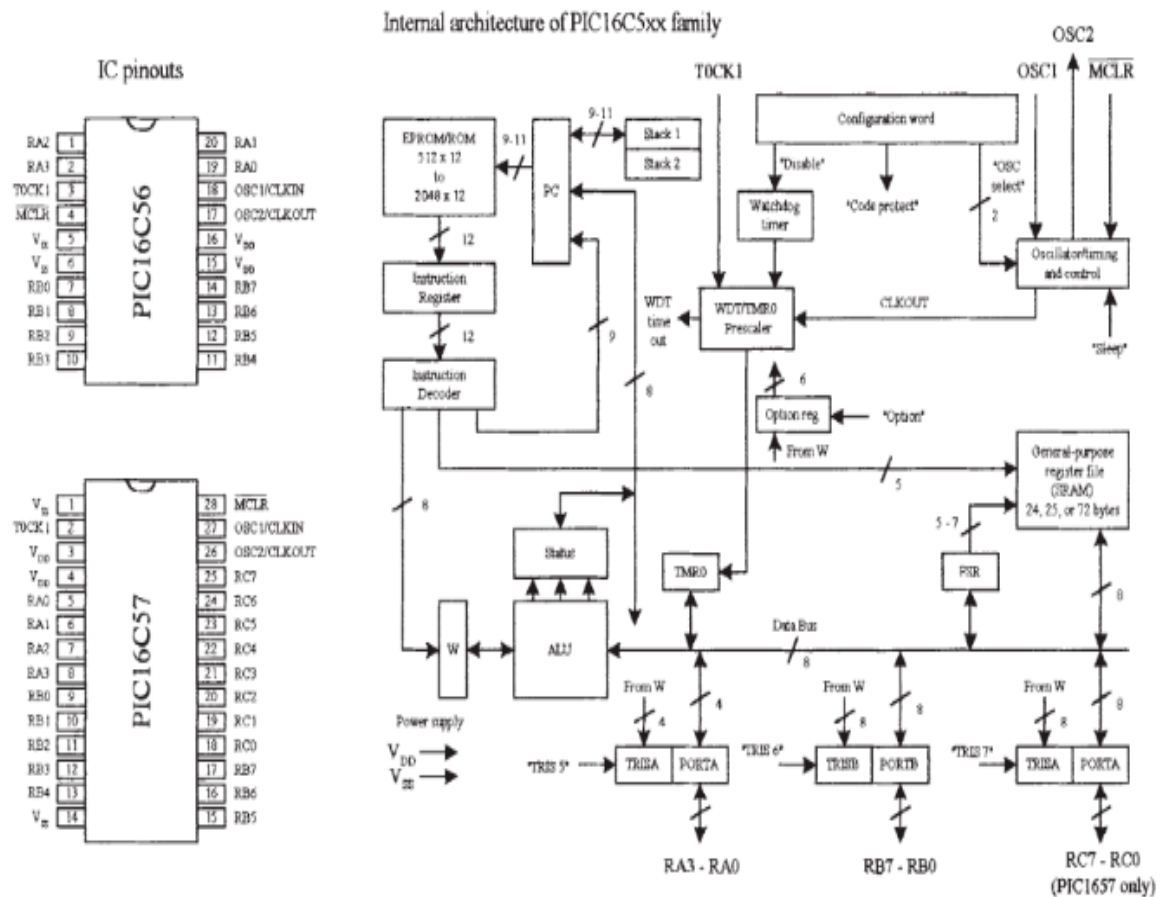 Internal architecture of PIC16C5xx family
IC pinouts
PIC16C56
RA2 1
RA3 2
T0CK1 3
MCLR 4
5
6
RB0 7
RB1 8
RB2 9
RB3 10
20 RA1
19 RA0
18 OSC1/CLKIN
17 OSC2/CLKOUT
16 VDD
15 VDD
14 RB7
13 RB6
12 RB5
11 RB4
PIC16C57
1
T0CK1 2
VDD 3
VDD 4
RA0 5
RA1 6
RA2 7
RA3 8
RB0 9
RB1 10
RB2 11
RB3 12
RB4 13
14
28 MCLR
27 OSC1/CLKIN
26 OSC2/CLKOUT
25 RC7
24 RC6
23 RC5
22 RC4
21 RC3
20 RC2
19 RC1
18 RC0
17 RB7
16 RB6
15 RB5
T0CK1
OSC1
OSC2
MCLR
EPROM/ROM
512 x 12
to
2048 x 12
9-11
PC
9-11
Stack 1
Stack 2
Configuration word
"Disable"
"Code protect"
"OSC
select"
2
Watchdog
timer
Oscillator/timing
and control
"Sleep"
CLKOUT
WDT/TMR0
Prescaler
WDT
time
out
12
Instruction
Register
12
Instruction
Decoder
9
8
6
Option reg.
"Option"
From W
5
General-purpose
register file
(SRAM)
24, 25, or 72 bytes
5 - 7
FSR
8
8
Status
TMR0
W
ALU
Data Bus
8
Power supply
VDD
VSS
From W
4
4
"TRIS 5"
TRISA
PORTA
RA3 - RA0
From W
8
8
"TRIS 6"
TRISB
PORTB
RB7 - RB0
From W
8
8
"TRIS 7"
TRISA
PORTA
RC7 - RC0
(PIC1657 only)